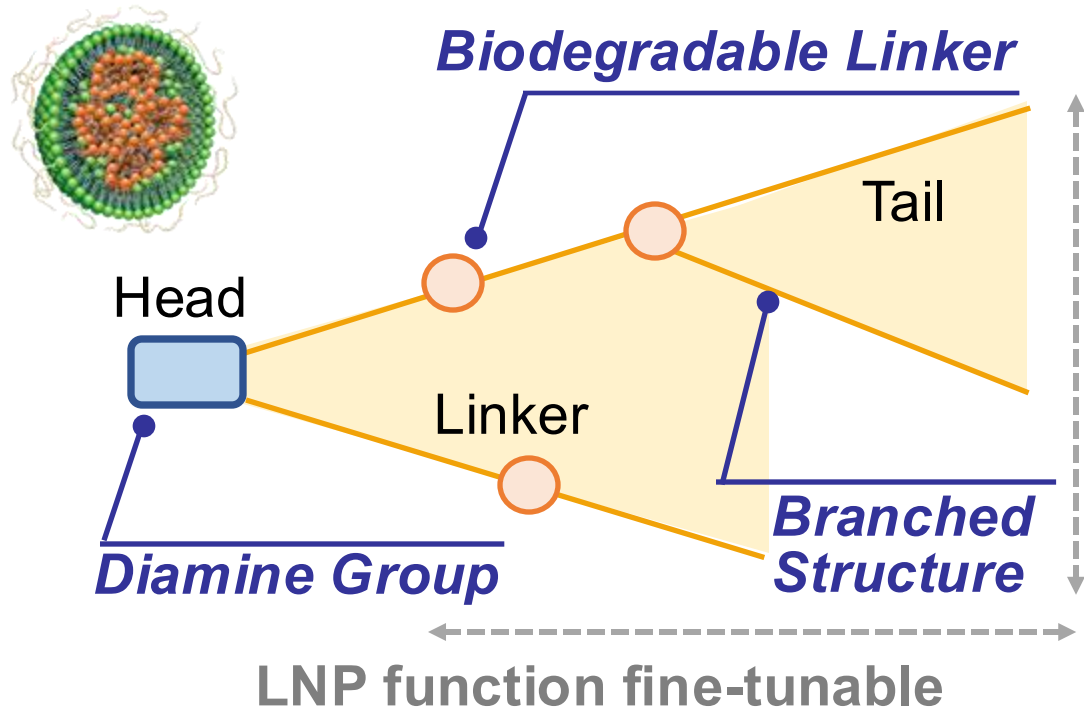 Biodegradable Linker
Tail
Head
Linker
Branched
Structure
Diamine Group
LNP function fine-tunable